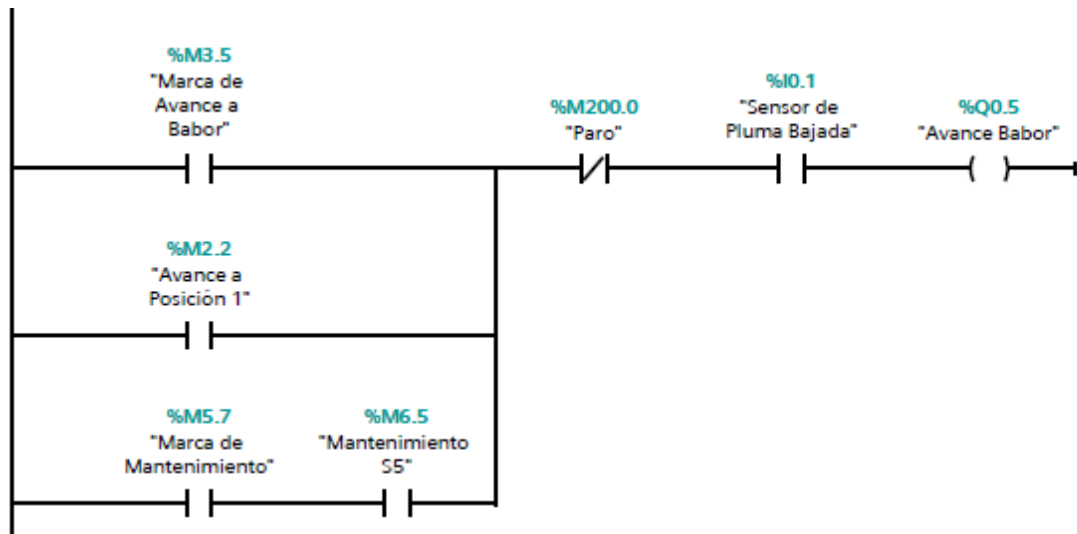 %M3.5
"Marca de
Avance a
Babor"
%M200.0
"Paro"
%I0.1
"Sensor de
Pluma Bajada"
%Q0.5
"Avance Babor"
%M2.2
"Avance a
Posición 1"
%M5.7
"Marca de
Mantenimiento"
%M6.5
"Mantenimiento
S5"